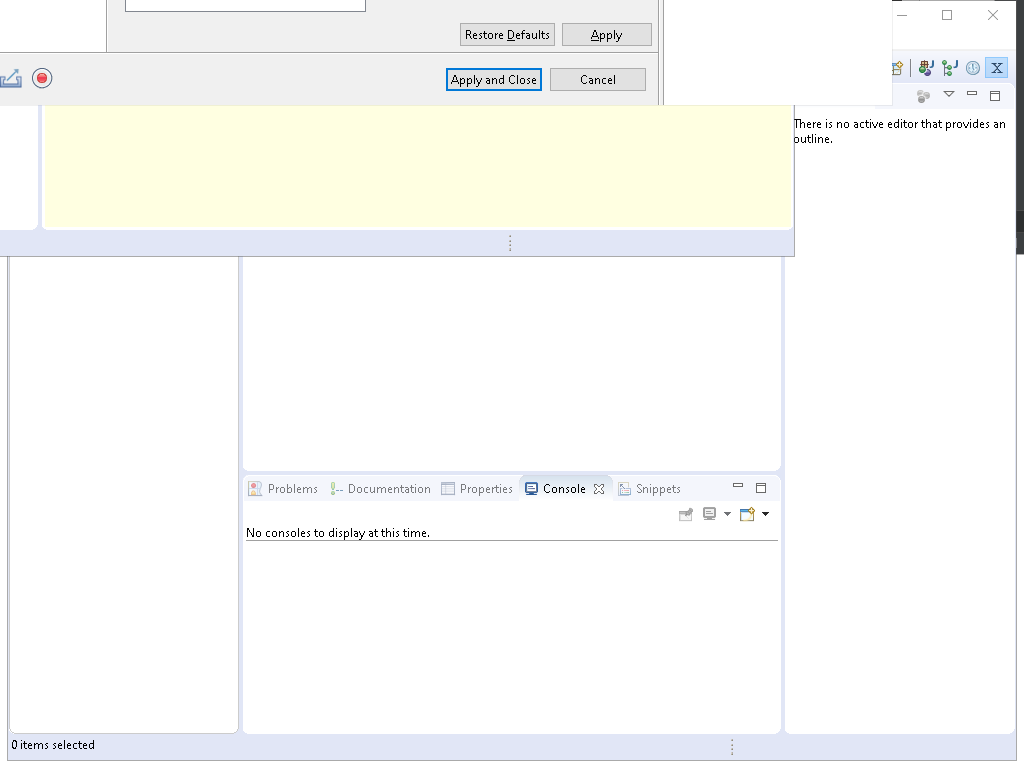 Restore Defaults
Apply
Apply and Close
Cancel
X
There is no active editor that provides an
outline.
Problems
Documentation
Properties
Console
Snippets
No consoles to display at this time.
0 items selected